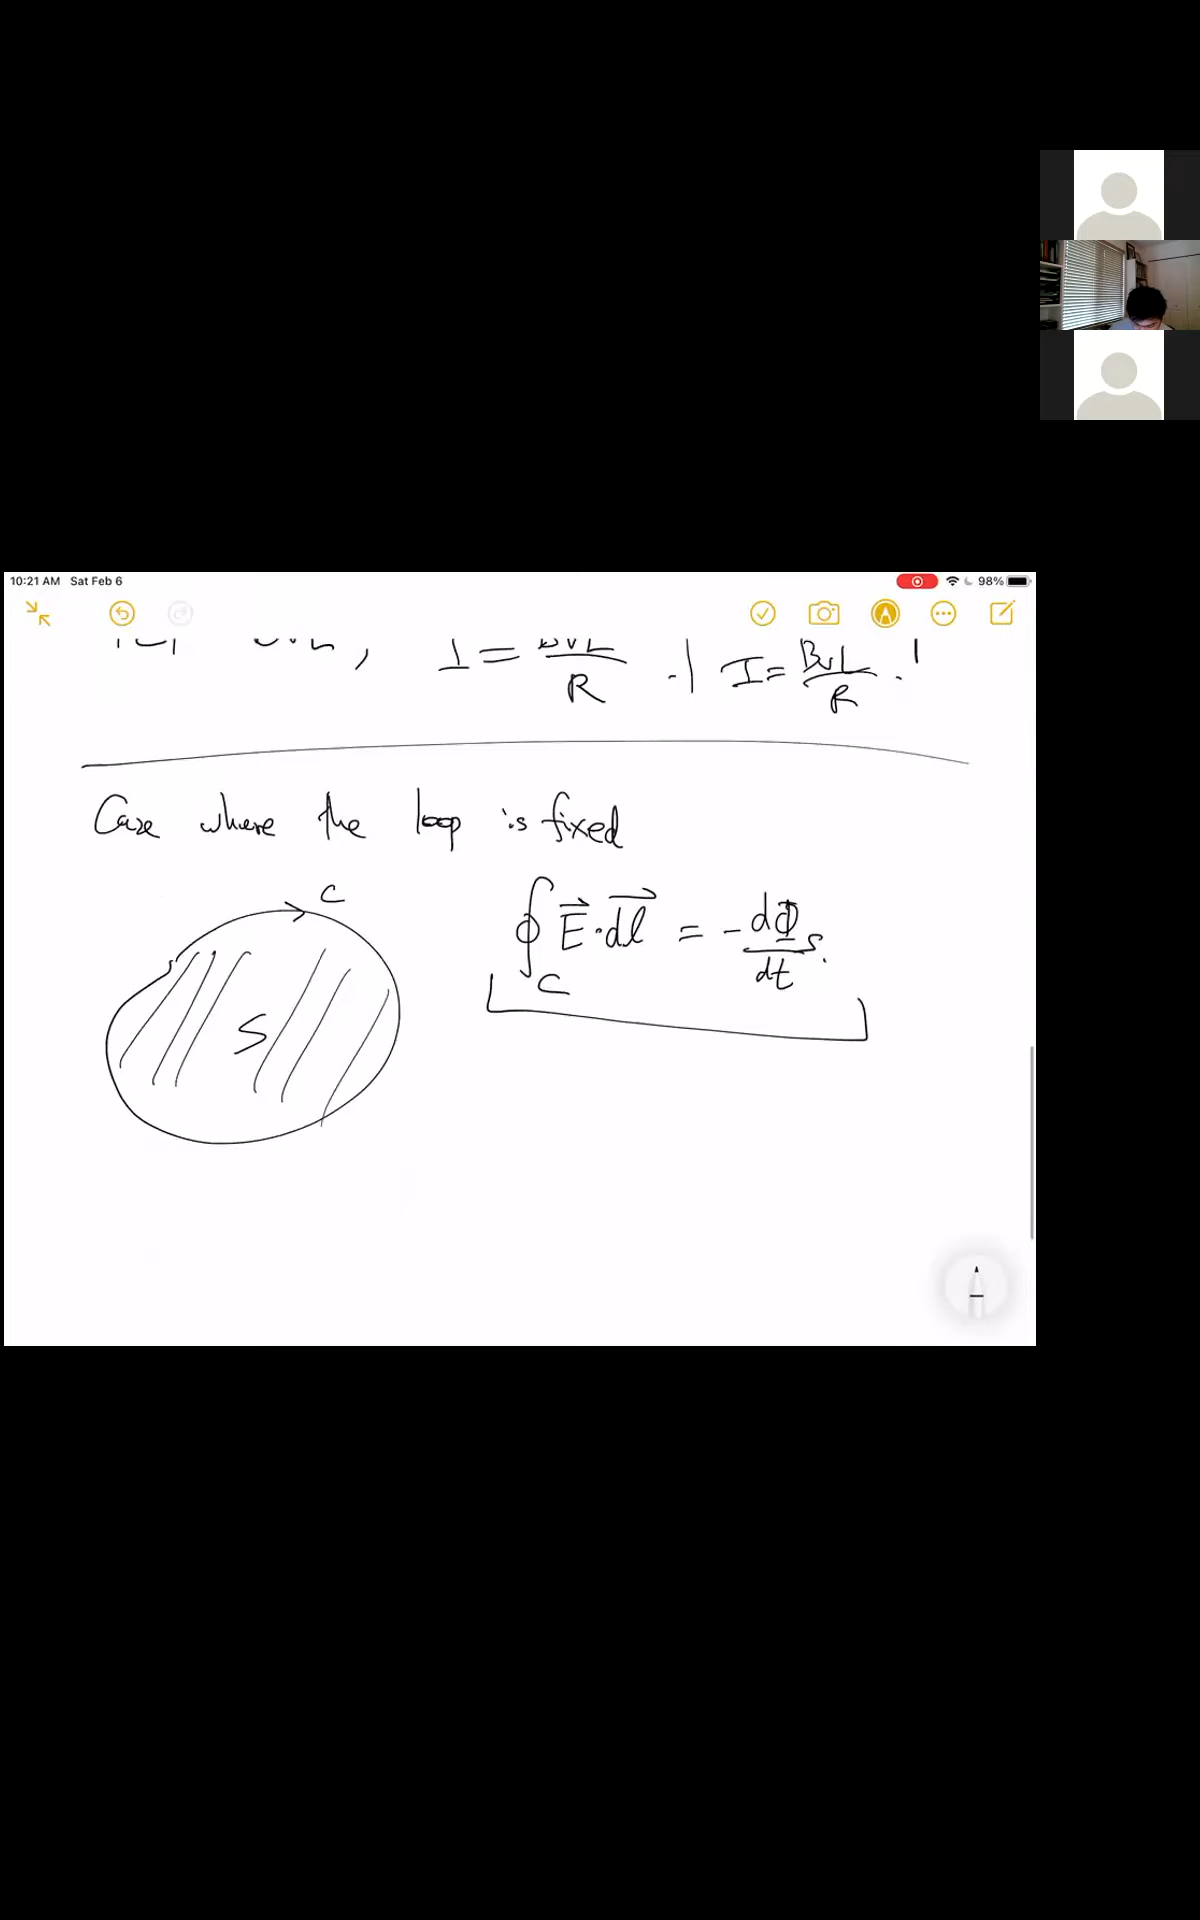 10:21 AM Sat Feb 6 98%
, I = BvL/R . | I = BvL/R .
Case where the loop is fixed
C
∮_C E⃗ · dl⃗ = - dΦ_S/dt .
S